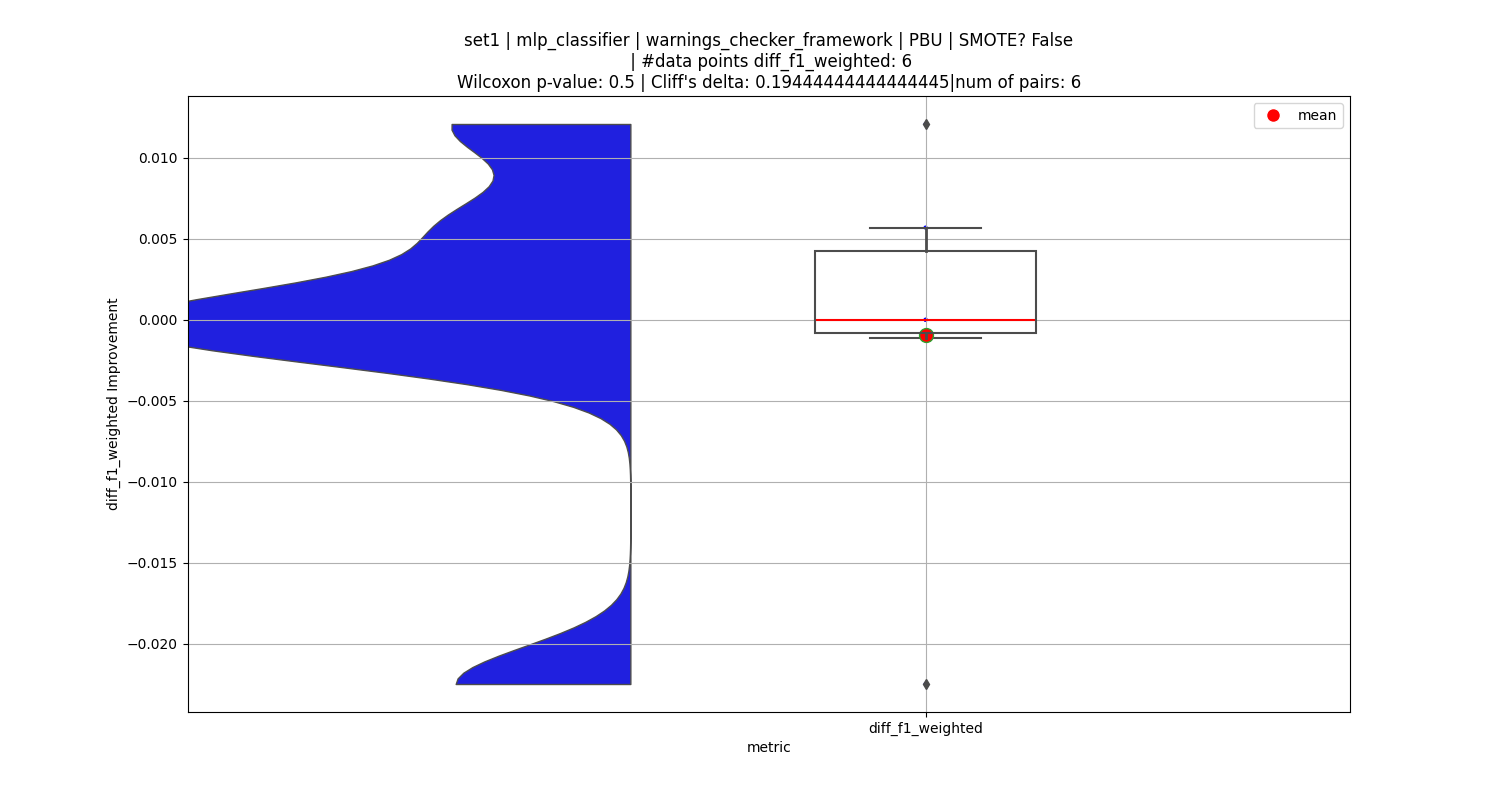 set1 | mlp_classifier | warnings_checker_framework | PBU | SMOTE? False
| #data points diff_f1_weighted: 6
Wilcoxon p-value: 0.5 | Cliff's delta: 0.19444444444444445|num of pairs: 6
mean
0.010
0.005
0.000
−0.005
−0.010
−0.015
−0.020
diff_f1_weighted Improvement
diff_f1_weighted
metric